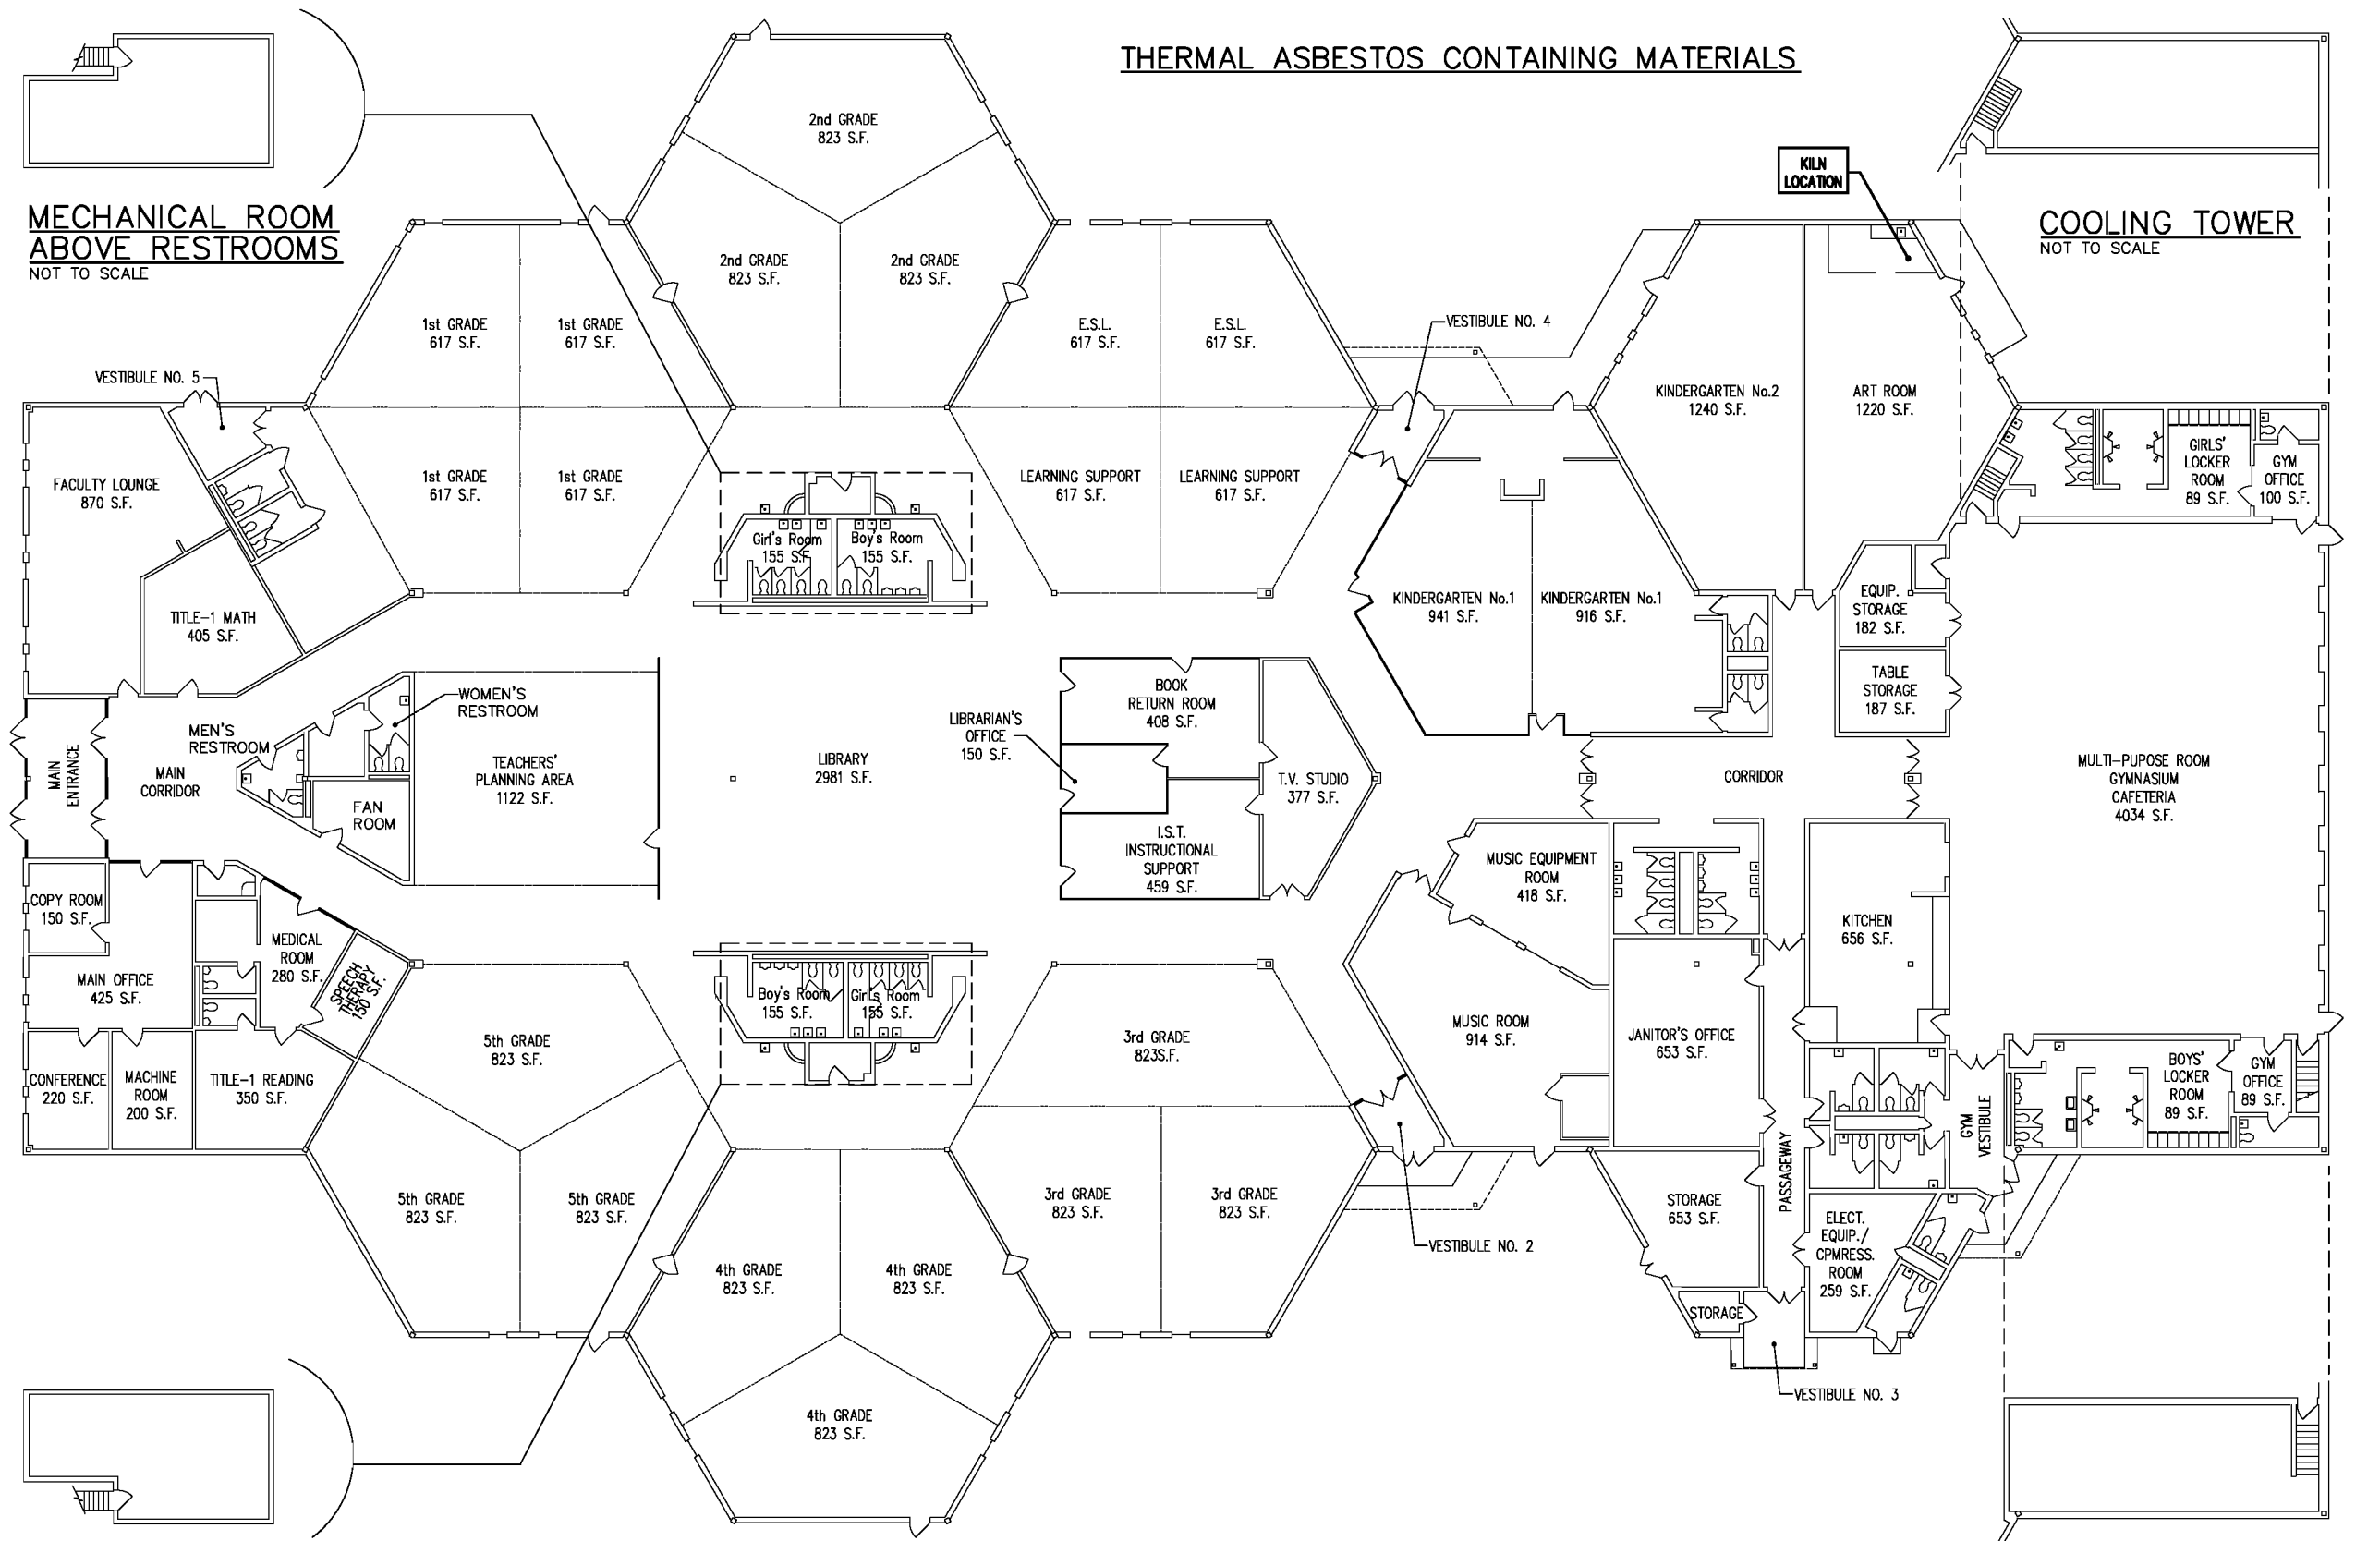 THERMAL ASBESTOS CONTAINING MATERIALS
MECHANICAL ROOM
ABOVE RESTROOMS
NOT TO SCALE
2nd GRADE
823 S.F.
2nd GRADE
823 S.F.
2nd GRADE
823 S.F.
KILN
LOCATION
COOLING TOWER
NOT TO SCALE
1st GRADE
617 S.F.
1st GRADE
617 S.F.
E.S.L.
617 S.F.
E.S.L.
617 S.F.
VESTIBULE NO. 4
VESTIBULE NO. 5
KINDERGARTEN No.2
1240 S.F.
ART ROOM
1220 S.F.
FACULTY LOUNGE
870 S.F.
1st GRADE
617 S.F.
1st GRADE
617 S.F.
LEARNING SUPPORT
617 S.F.
LEARNING SUPPORT
617 S.F.
GIRLS'
LOCKER
ROOM
89 S.F.
GYM
OFFICE
100 S.F.
Girl's Room
155 S.F.
Boy's Room
155 S.F.
TITLE-1 MATH
405 S.F.
KINDERGARTEN No.1
941 S.F.
KINDERGARTEN No.1
916 S.F.
EQUIP.
STORAGE
182 S.F.
TABLE
STORAGE
187 S.F.
WOMEN'S
RESTROOM
MEN'S
RESTROOM
MAIN
ENTRANCE
MAIN
CORRIDOR
FAN
ROOM
TEACHERS'
PLANNING AREA
1122 S.F.
LIBRARY
2981 S.F.
LIBRARIAN'S
OFFICE
150 S.F.
BOOK
RETURN ROOM
408 S.F.
T.V. STUDIO
377 S.F.
I.S.T.
INSTRUCTIONAL
SUPPORT
459 S.F.
CORRIDOR
MULTI-PUPOSE ROOM
GYMNASIUM
CAFETERIA
4034 S.F.
COPY ROOM
150 S.F.
MAIN OFFICE
425 S.F.
MEDICAL
ROOM
280 S.F.
SPEECH
THERAPY
150 S.F.
MUSIC EQUIPMENT
ROOM
418 S.F.
KITCHEN
656 S.F.
CONFERENCE
220 S.F.
MACHINE
ROOM
200 S.F.
TITLE-1 READING
350 S.F.
5th GRADE
823 S.F.
Boy's Room
155 S.F.
Girl's Room
155 S.F.
3rd GRADE
823S.F.
MUSIC ROOM
914 S.F.
JANITOR'S OFFICE
653 S.F.
BOYS'
LOCKER
ROOM
89 S.F.
GYM
OFFICE
89 S.F.
GYM
VESTIBULE
PASSAGEWAY
5th GRADE
823 S.F.
5th GRADE
823 S.F.
3rd GRADE
823 S.F.
3rd GRADE
823 S.F.
VESTIBULE NO. 2
STORAGE
653 S.F.
ELECT.
EQUIP./
CPMRESS.
ROOM
259 S.F.
4th GRADE
823 S.F.
4th GRADE
823 S.F.
STORAGE
VESTIBULE NO. 3
4th GRADE
823 S.F.